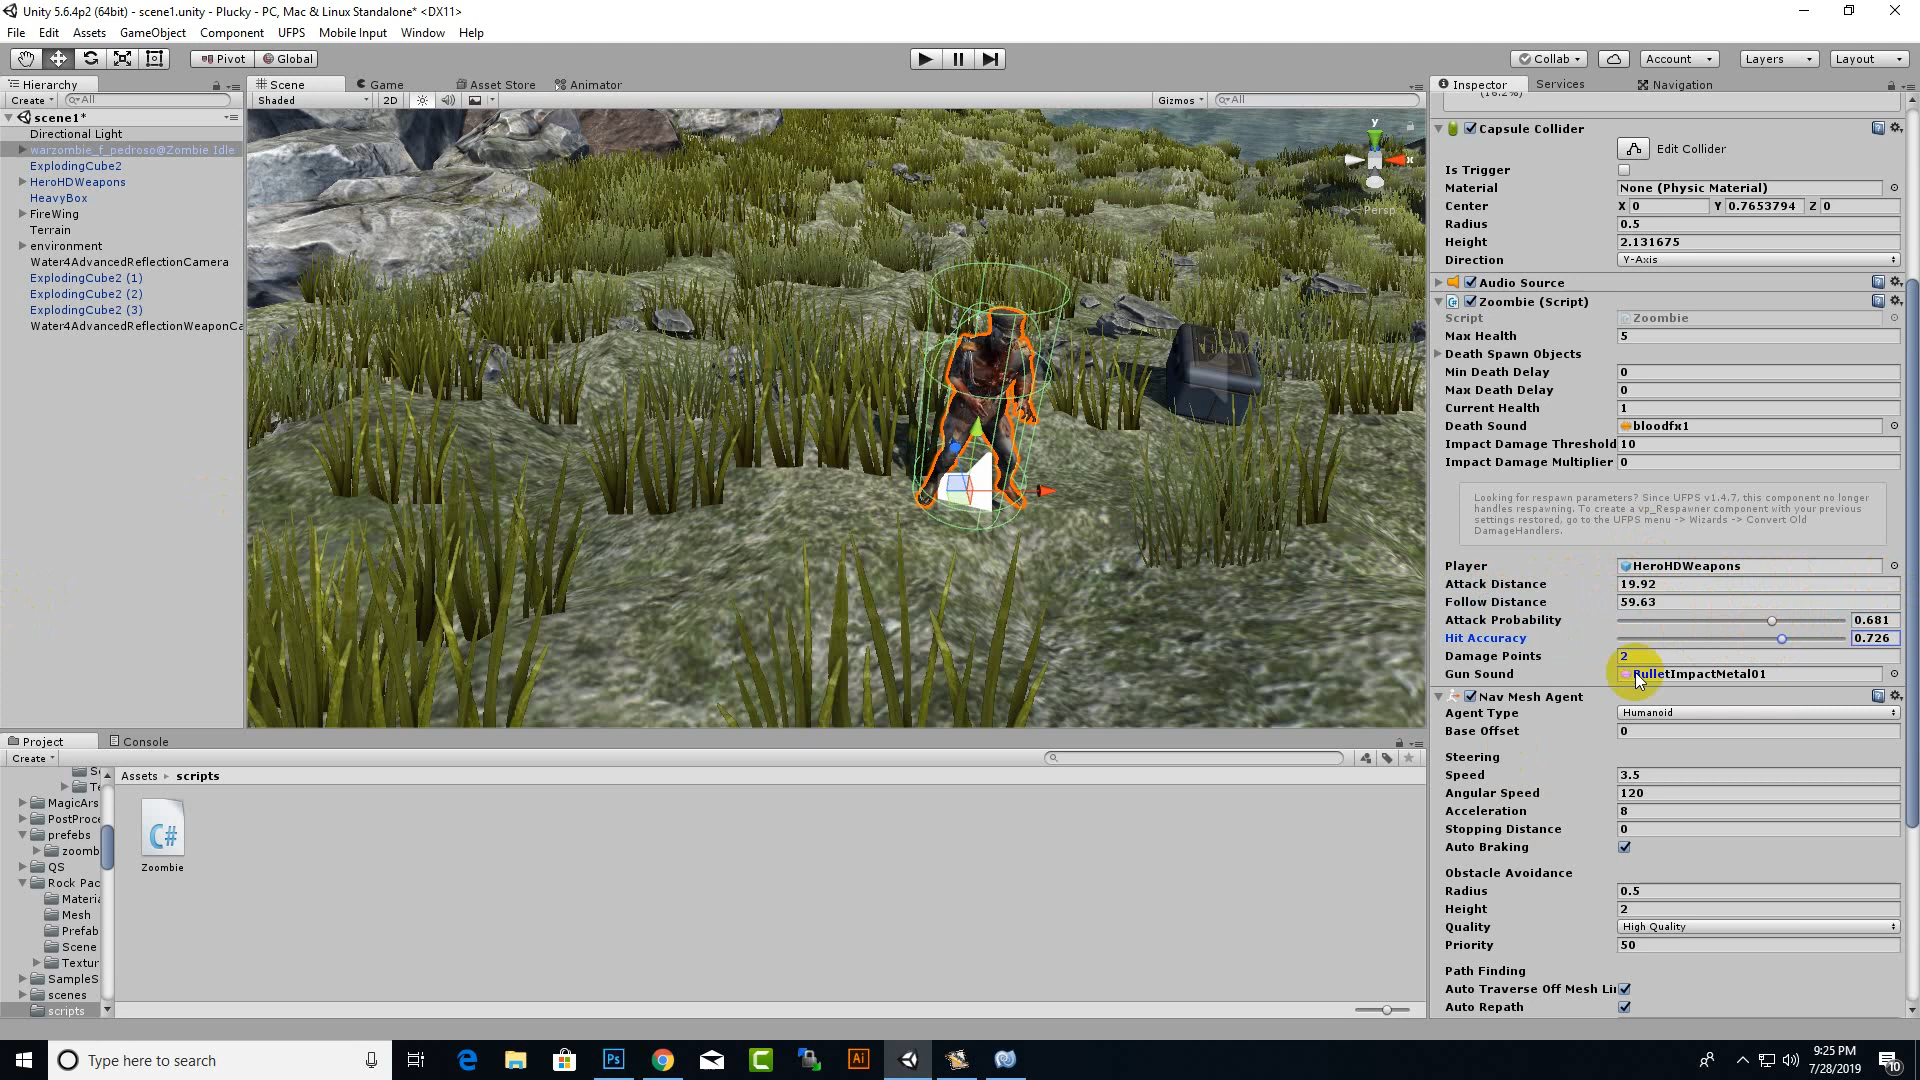 Unity 5.6.4p2 (64bit) - scene1.unity - Plucky - PC, Mac & Linux Standalone* <DX11>
File Edit Assets GameObject Component UFPS Mobile Input Window Help
Pivot Global Collab Account Layers Layout
Hierarchy
Create All
scene1*
Directional Light
warzombie_f_pedroso@Zombie Idle
ExplodingCube2
HeroHDWeapons
HeavyBox
FireWing
Terrain
environment
Water4AdvancedReflectionCamera
ExplodingCube2 (1)
ExplodingCube2 (2)
ExplodingCube2 (3)
Water4AdvancedReflectionWeaponCa
Scene Game Asset Store Animator
Shaded 2D Gizmos All
y
x
Persp
Inspector Services Navigation
Capsule Collider
Edit Collider
Is Trigger
Material None (Physic Material)
Center X 0 Y 0.7653794 Z 0
Radius 0.5
Height 2.131675
Direction Y-Axis
Audio Source
Zoombie (Script)
Script Zoombie
Max Health 5
Death Spawn Objects
Min Death Delay 0
Max Death Delay 0
Current Health 1
Death Sound bloodfx1
Impact Damage Threshold 10
Impact Damage Multiplier 0
Looking for respawn parameters? Since UFPS v1.4.7, this component no longer
handles respawning. To create a vp_Respawner component with your previous
settings restored, go to the UFPS menu -> Wizards -> Convert Old
DamageHandlers.
Player HeroHDWeapons
Attack Distance 19.92
Follow Distance 59.63
Attack Probability 0.681
Hit Accuracy 0.726
Damage Points 2
Gun Sound BulletImpactMetal01
Nav Mesh Agent
Agent Type Humanoid
Base Offset 0
Steering
Speed 3.5
Angular Speed 120
Acceleration 8
Stopping Distance 0
Auto Braking
Obstacle Avoidance
Radius 0.5
Height 2
Quality High Quality
Priority 50
Path Finding
Auto Traverse Off Mesh Li
Auto Repath
Project Console
Create
Te
MagicArs
PostProce
prefebs
zoomb
QS
Rock Pac
Materia
Mesh
Prefab
Scene
Textur
SampleS
scenes
scripts
Assets scripts
C#
Zoombie
Type here to search
Ps
Ai
9:25 PM
7/28/2019
10